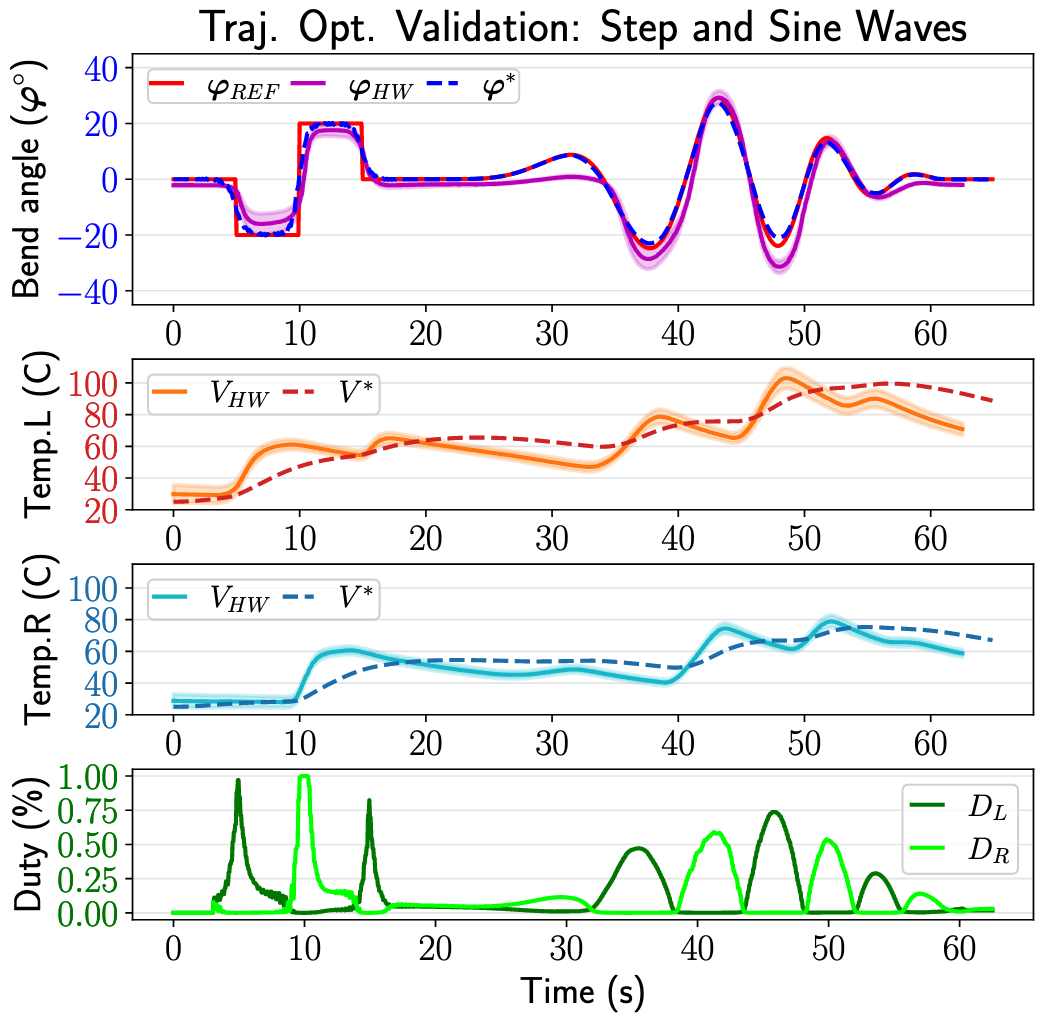 Traj. Opt. Validation: Step and Sine Waves
Bend angle (φ°)
40
20
0
−20
−40
φREF φHW φ*
0 10 20 30 40 50 60
Temp.L (C)
100
80
60
40
20
VHW V*
0 10 20 30 40 50 60
Temp.R (C)
100
80
60
40
20
VHW V*
0 10 20 30 40 50 60
Duty (%)
1.00
0.75
0.50
0.25
0.00
DL
DR
0 10 20 30 40 50 60
Time (s)